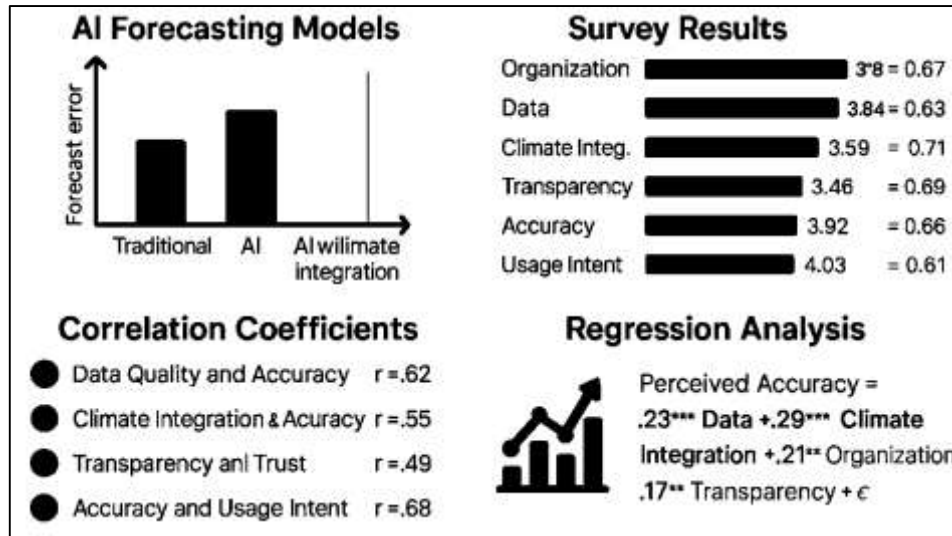 AI Forecasting Models
Forecast error
Traditional
AI
AI wilimate
integration
Survey Results
Organization 3"8 = 0.67
Data 3.84 = 0.63
Climate Integ. 3.59 = 0.71
Transparency 3.46 = 0.69
Accuracy 3.92 = 0.66
Usage Intent 4.03 = 0.61
Correlation Coefficients
Data Quality and Accuracy r =.62
Climate Integration & Acuracy r =.55
Transparency anl Trust r =.49
Accuracy and Usage Intent r =.68
Regression Analysis
Perceived Accuracy =
.23*** Data +.29*** Climate
Integration +.21** Organization
.17** Transparency + ϵ